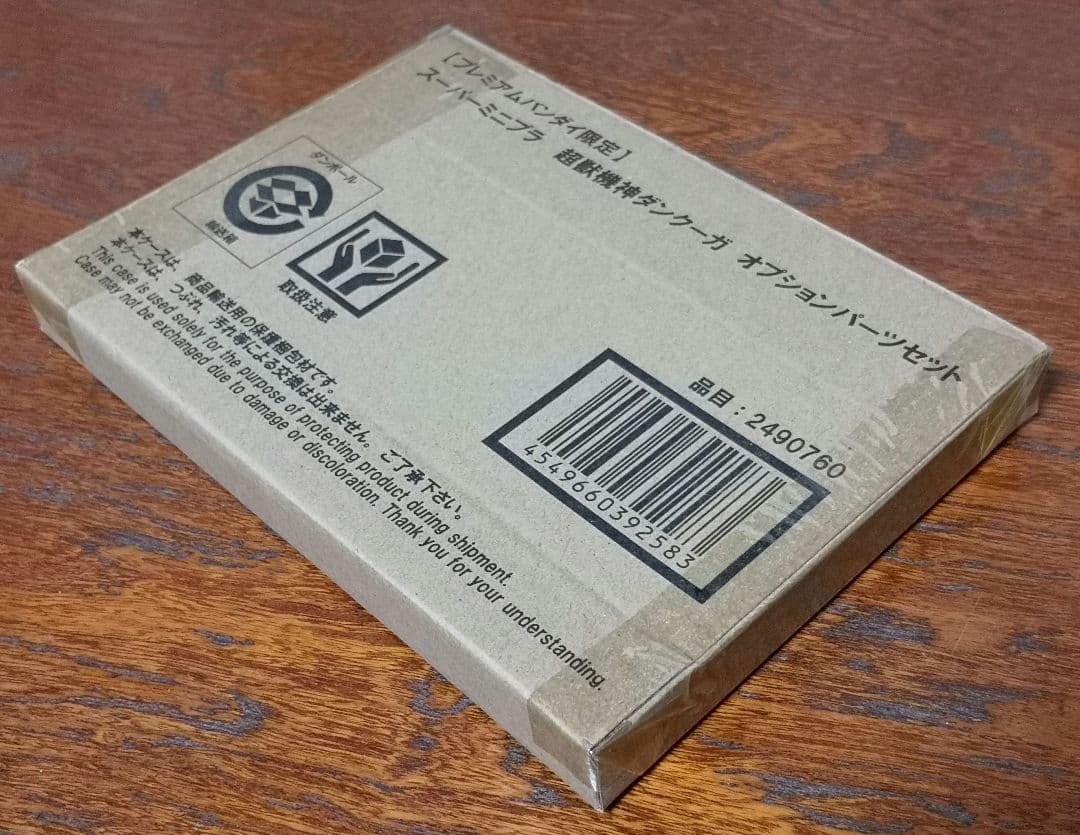 [プレミアムバンダイ限定]
スーパーミニプラ 超獣機神ダンクーガ オプションパーツセット
ダンボール
輸送箱
取扱注意
本ケースは、商品輸送用の保護梱包材です。
本ケースは、つぶれ、汚れ等による交換は出来ません。ご了承下さい。
This case is used solely for the purpose of protecting product during shipment.
Case may not be exchanged due to damage or discoloration. Thank you for your understanding.
品目：2490760
4549660392583